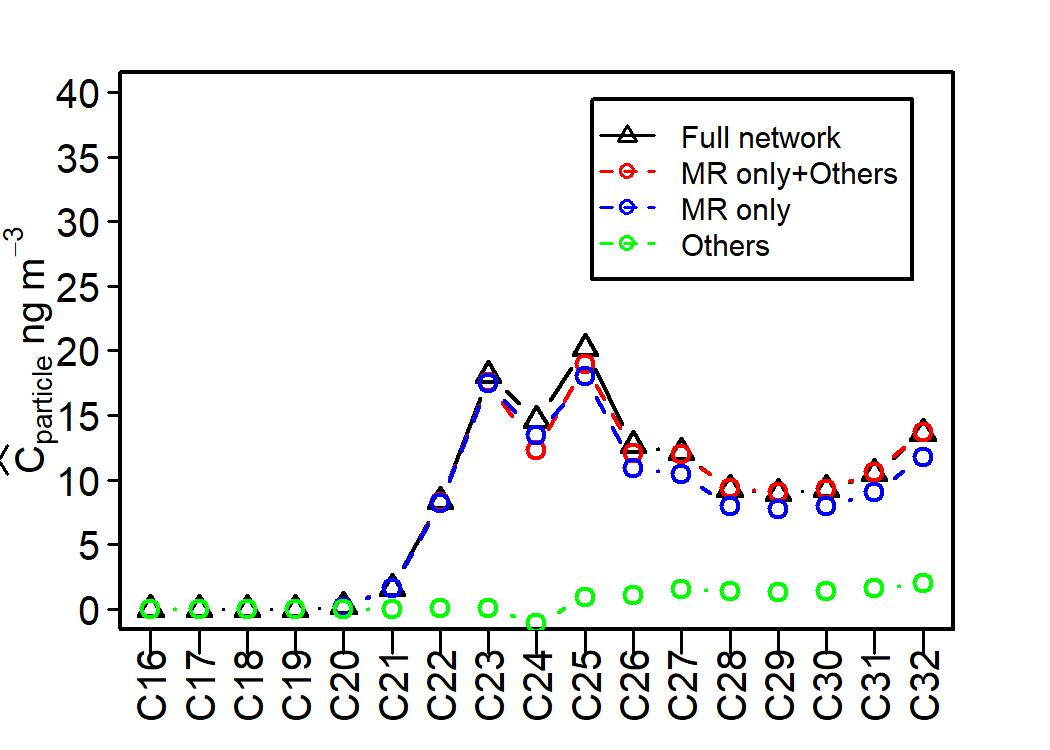 40
35
30
25
20
15
10
5
0
C particle ng m −3
Full network
MR only+Others
MR only
Others
C16
C17
C18
C19
C20
C21
C22
C23
C24
C25
C26
C27
C28
C29
C30
C31
C32